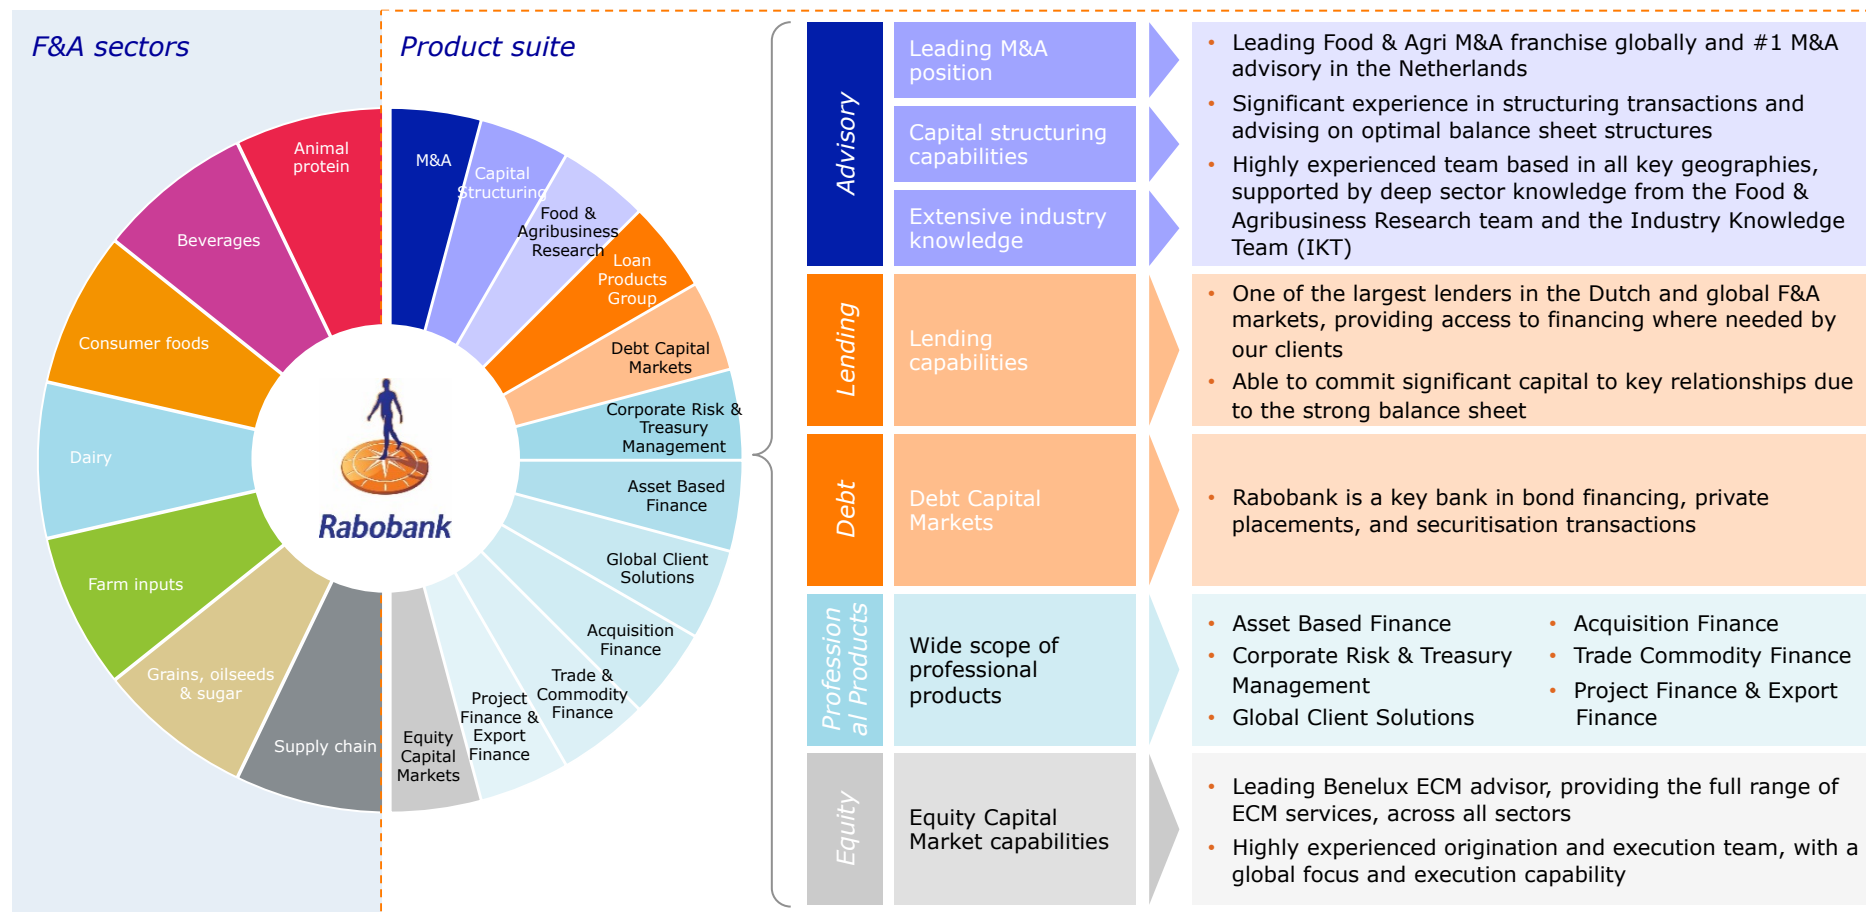 F&A sectors
Product suite
Animal
protein
Beverages
Consumer foods
Dairy
Farm inputs
Grains, oilseeds
& sugar
Supply chain
M&A
Capital
Structuring
Food &
Agribusiness
Research
Loan
Products
Group
Debt Capital
Markets
Corporate Risk &
Treasury
Management
Asset Based
Finance
Global Client
Solutions
Acquisition
Finance
Trade &
Commodity
Finance
Project
Finance &
Export
Finance
Equity
Capital
Markets
Rabobank
Advisory
Leading M&A
position
Capital structuring
capabilities
Extensive industry
knowledge
• Leading Food & Agri M&A franchise globally and #1 M&A
advisory in the Netherlands
• Significant experience in structuring transactions and
advising on optimal balance sheet structures
• Highly experienced team based in all key geographies,
supported by deep sector knowledge from the Food &
Agribusiness Research team and the Industry Knowledge
Team (IKT)
Lending
Lending
capabilities
• One of the largest lenders in the Dutch and global F&A
markets, providing access to financing where needed by
our clients
• Able to commit significant capital to key relationships due
to the strong balance sheet
Debt
Debt Capital
Markets
• Rabobank is a key bank in bond financing, private
placements, and securitisation transactions
Profession
al Products
Wide scope of
professional
products
• Asset Based Finance
• Corporate Risk & Treasury
Management
• Global Client Solutions
• Acquisition Finance
• Trade Commodity Finance
• Project Finance & Export
Finance
Equity
Equity Capital
Market capabilities
• Leading Benelux ECM advisor, providing the full range of
ECM services, across all sectors
• Highly experienced origination and execution team, with a
global focus and execution capability